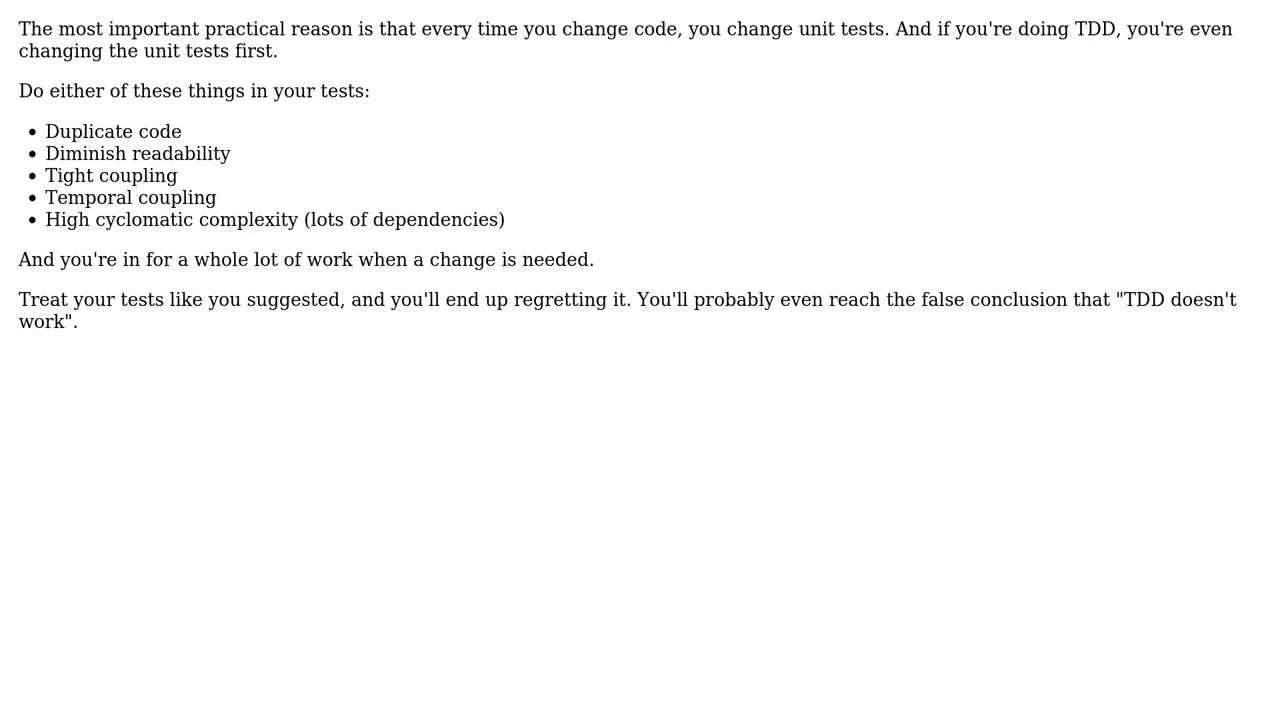 The most important practical reason is that every time you change code, you change unit tests. And if you're doing TDD, you're even
changing the unit tests first.
Do either of these things in your tests:
• Duplicate code
• Diminish readability
• Tight coupling
• Temporal coupling
• High cyclomatic complexity (lots of dependencies)
And you're in for a whole lot of work when a change is needed.
Treat your tests like you suggested, and you'll end up regretting it. You'll probably even reach the false conclusion that "TDD doesn't
work".